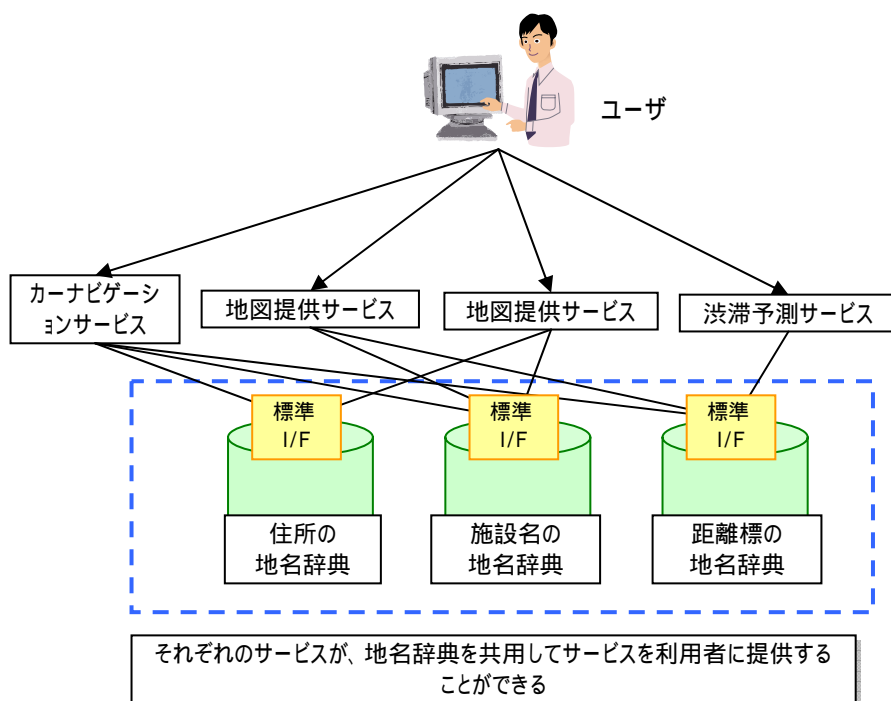 ユーザ
カーナビゲーシ
ョンサービス
地図提供サービス
地図提供サービス
渋滞予測サービス
標準
I/F
標準
I/F
標準
I/F
住所の
地名辞典
施設名の
地名辞典
距離標の
地名辞典
それぞれのサービスが、地名辞典を共用してサービスを利用者に提供する
ことができる